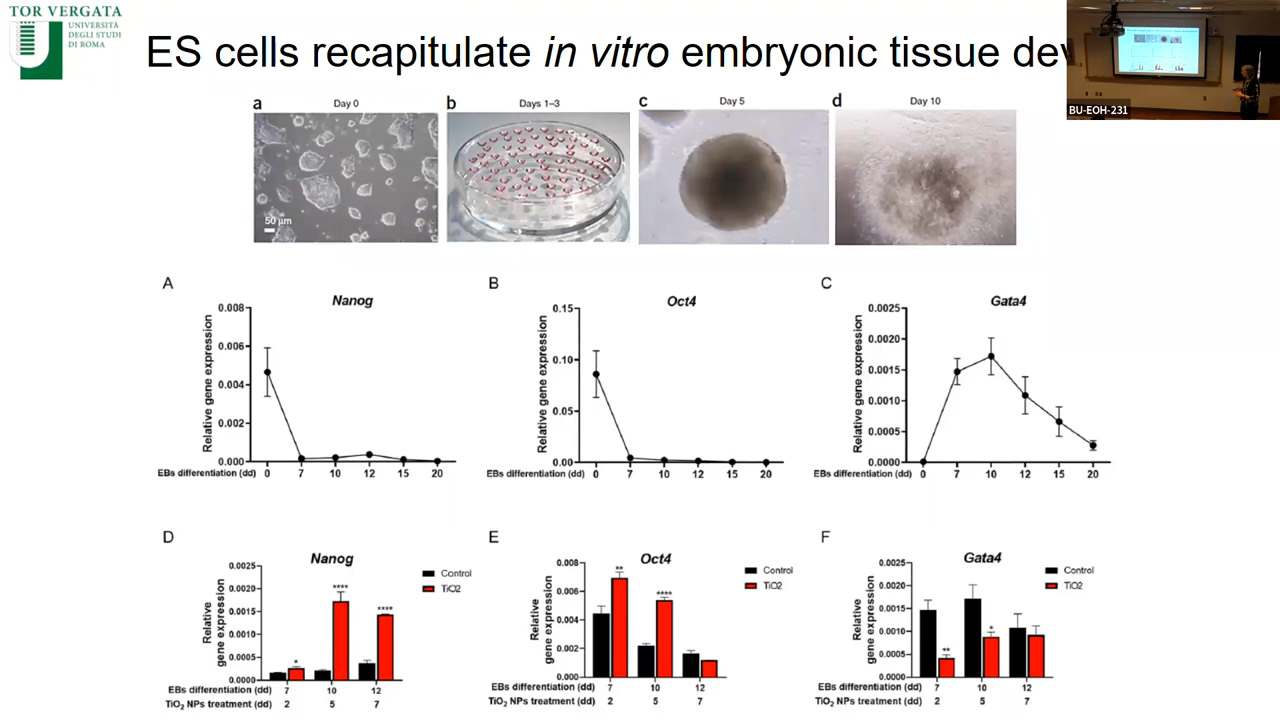 TOR VERGATA
UNIVERSITÀ
DEGLI STUDI
DI ROMA
ES cells recapitulate in vitro embryonic tissue dev
BU-EOH-231
a Day 0
b Days 1–3
c Day 5
d Day 10
50 µm
A
Nanog
Relative gene expression
0.008
0.006
0.004
0.002
0.000
EBs differentiation (dd) 0 7 10 12 15 20
B
Oct4
Relative gene expression
0.15
0.10
0.05
0.00
EBs differentiation (dd) 0 7 10 12 15 20
C
Gata4
Relative gene expression
0.0025
0.0020
0.0015
0.0010
0.0005
0.0000
EBs differentiation (dd) 0 7 10 12 15 20
D
Nanog
Relative
gene expression
0.0025
0.0020
0.0015
0.0010
0.0005
0.0000
* **** ****
Control
TiO2
EBs differentiation (dd) 7 10 12
TiO₂ NPs treatment (dd) 2 5 7
E
Oct4
Relative
gene expression
0.008
0.006
0.004
0.002
0.000
** ****
Control
TiO2
EBs differentiation (dd) 7 10 12
TiO₂ NPs treatment (dd) 2 5 7
F
Gata4
Relative
gene expression
0.0025
0.0020
0.0015
0.0010
0.0005
0.0000
** *
Control
TiO2
EBs differentiation (dd) 7 10 12
TiO₂ NPs treatment (dd) 2 5 7